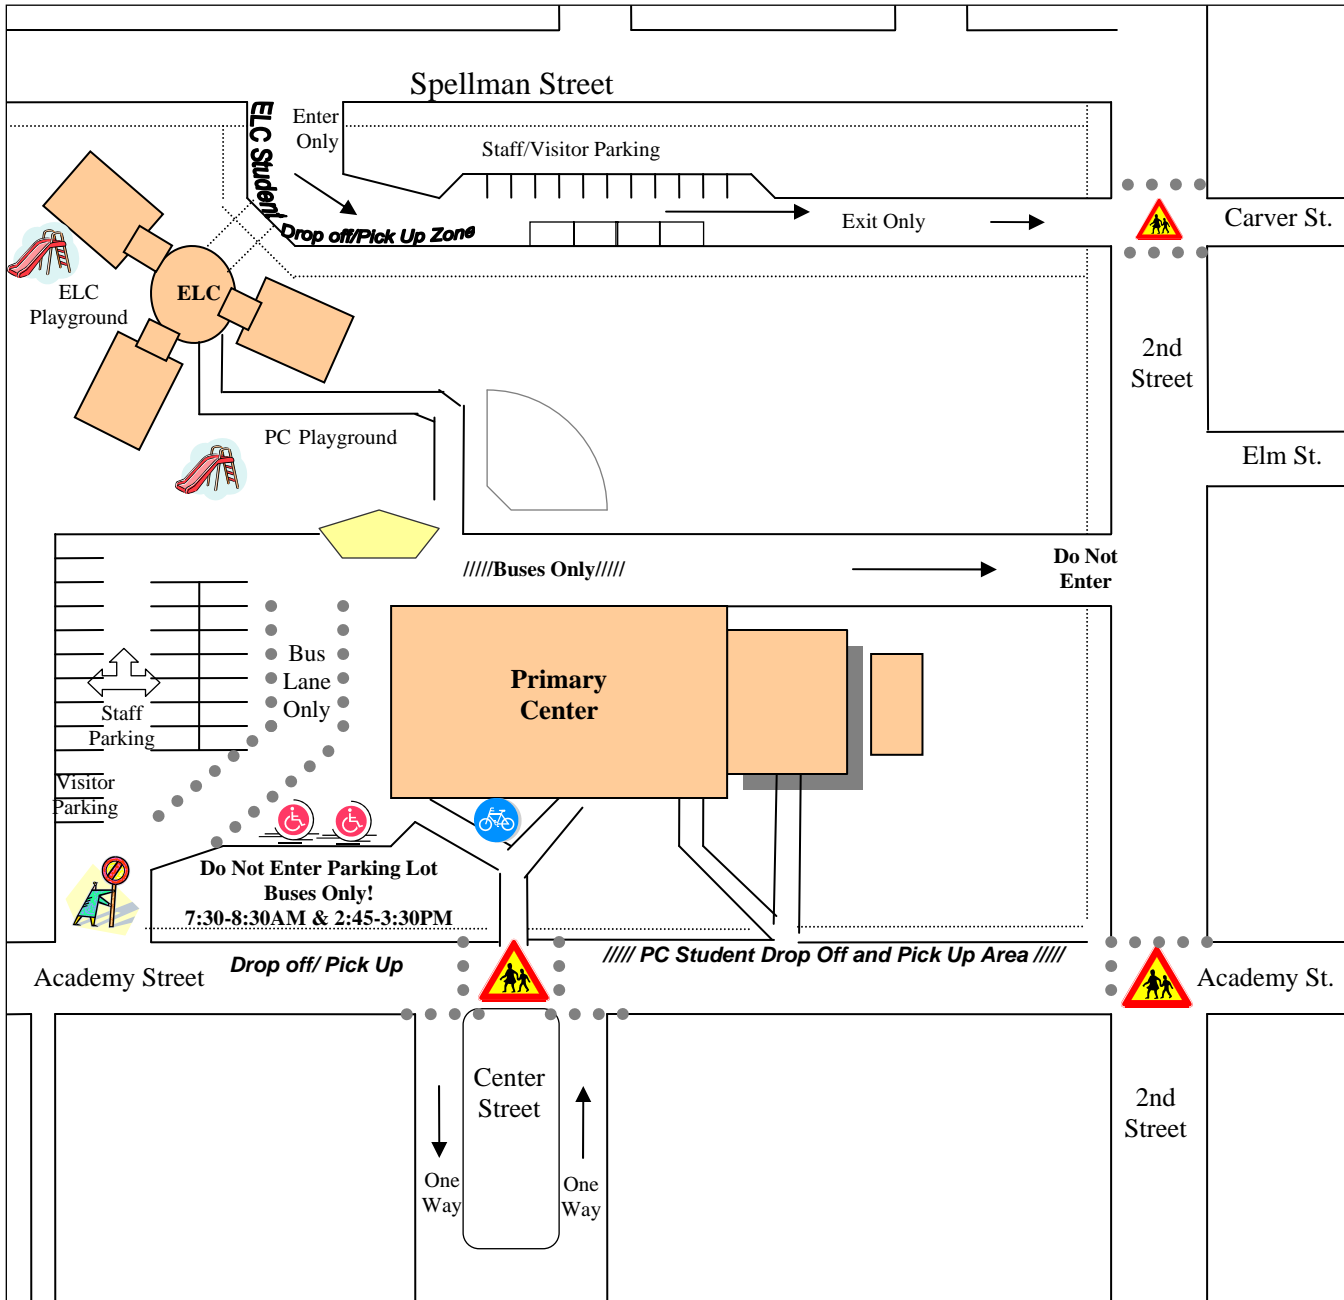 Spellman Street
ELC Student
Enter
Only
Staff/Visitor Parking
Drop off/Pick Up Zone
Exit Only
Carver St.
ELC
ELC
Playground
2nd
Street
PC Playground
Elm St.
/////Buses Only/////
Do Not
Enter
Bus
Lane
Only
Primary
Center
Staff
Parking
Visitor
Parking
Do Not Enter Parking Lot
Buses Only!
7:30-8:30AM & 2:45-3:30PM
Academy Street
Drop off/ Pick Up
///// PC Student Drop Off and Pick Up Area /////
Academy St.
Center
Street
2nd
Street
One
Way
One
Way